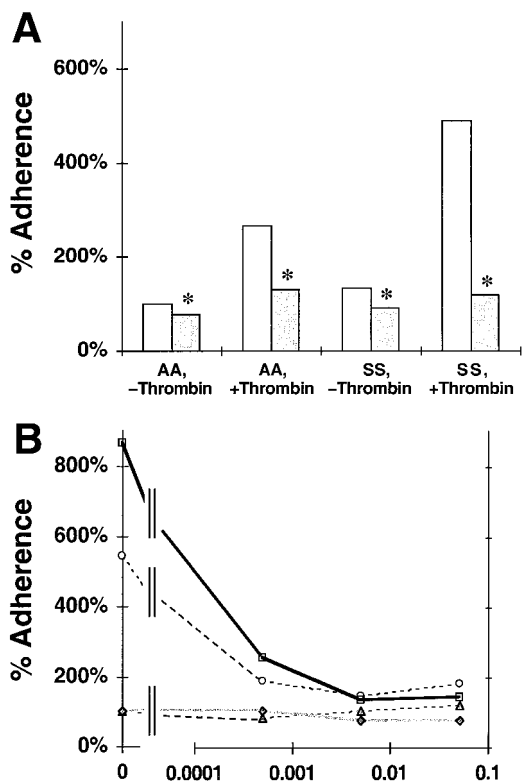 A
% Adherence
600%
400%
200%
0%
*
*
*
*
AA,
–Thrombin
AA,
+Thrombin
SS,
–Thrombin
SS,
+Thrombin
B
% Adherence
800%
600%
400%
200%
0%
0 0.0001 0.001 0.01 0.1